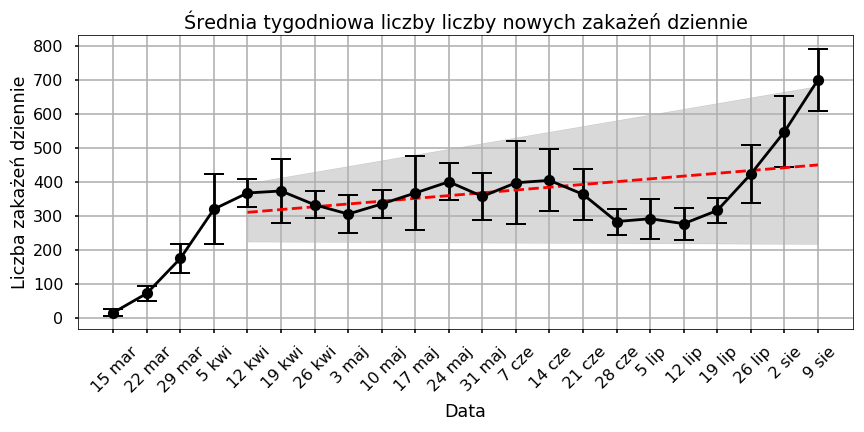 Średnia tygodniowa liczby liczby nowych zakażeń dziennie
Liczba zakażeń dziennie
800
700
600
500
400
300
200
100
0
15 mar
22 mar
29 mar
5 kwi
12 kwi
19 kwi
26 kwi
3 maj
10 maj
17 maj
24 maj
31 maj
7 cze
14 cze
21 cze
28 cze
5 lip
12 lip
19 lip
26 lip
2 sie
9 sie
Data